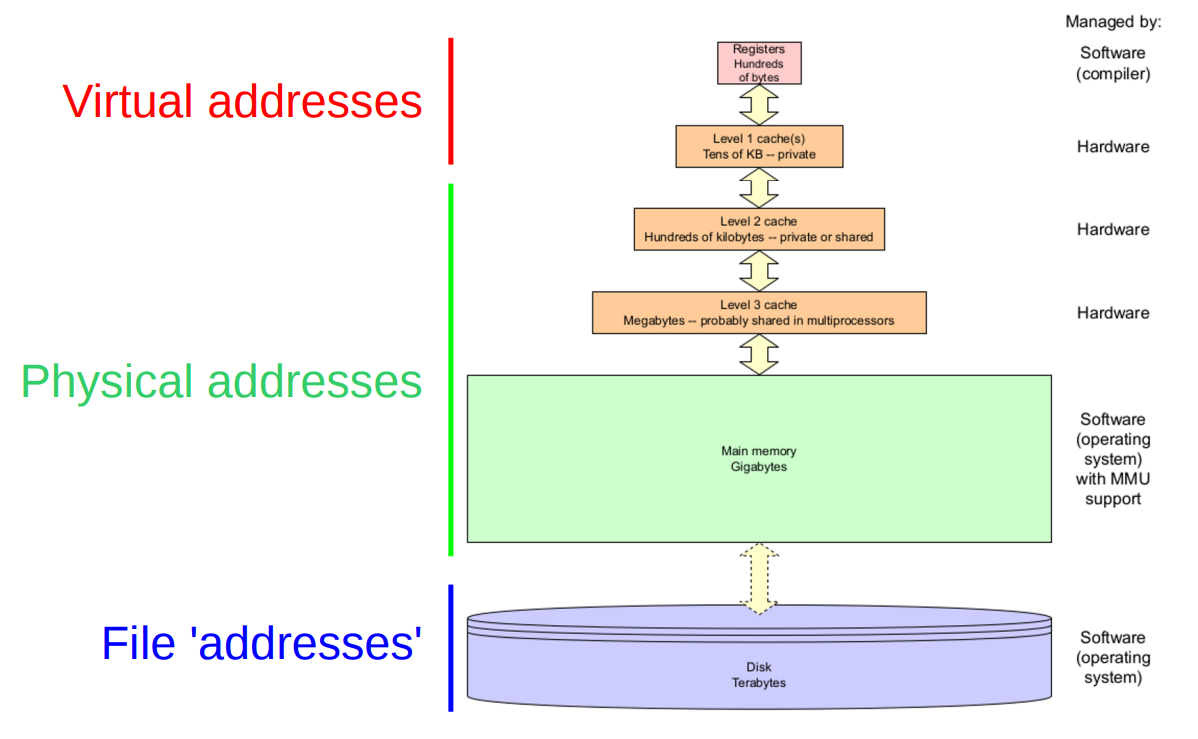 Managed by:
Virtual addresses
Registers
Hundreds
of bytes
Software
(compiler)
Level 1 cache(s)
Tens of KB -- private
Hardware
Physical addresses
Level 2 cache
Hundreds of kilobytes -- private or shared
Hardware
Level 3 cache
Megabytes -- probably shared in multiprocessors
Hardware
Main memory
Gigabytes
Software
(operating
system)
with MMU
support
File 'addresses'
Disk
Terabytes
Software
(operating
system)